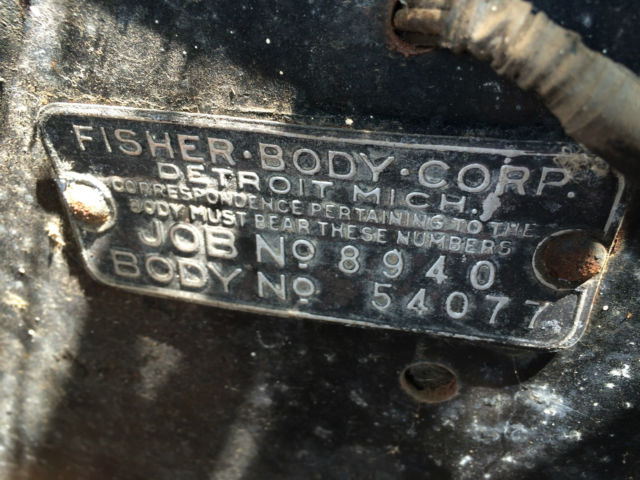 FISHER·BODY·CORP.
DETROIT MICH.
CORRESPONDENCE PERTAINING TO THE
BODY MUST BEAR THESE NUMBERS
JOB No 8940
BODY No 54077